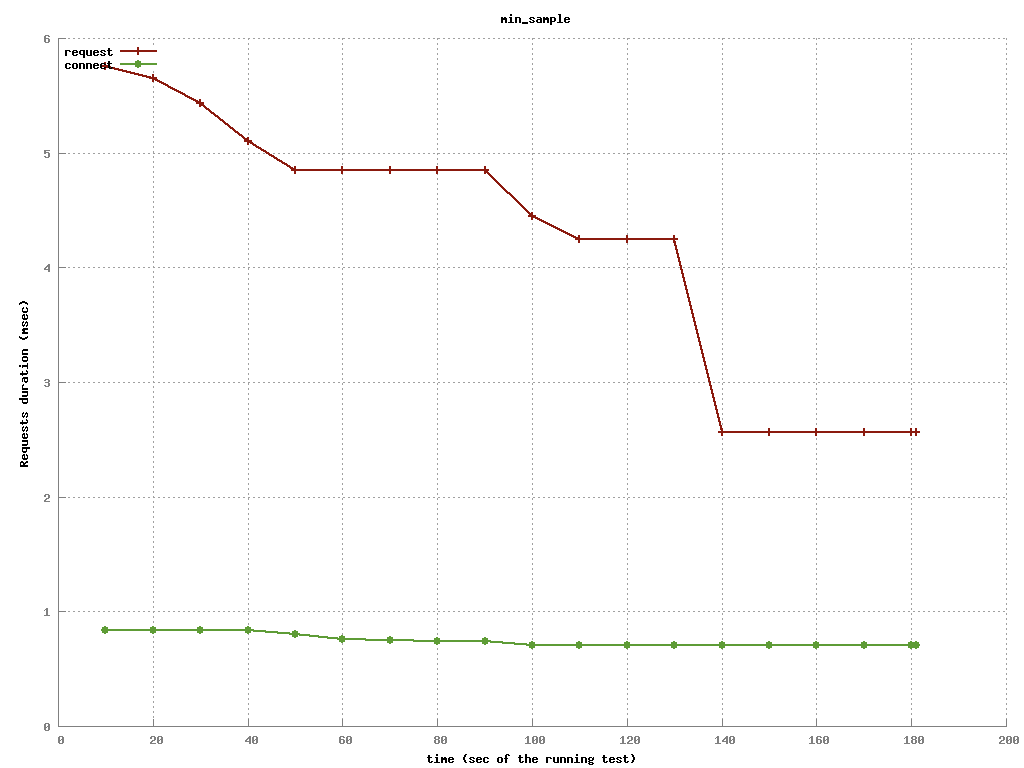 min_sample
6
request
connect
5
4
3
2
1
0
Requests duration (msec)
0 20 40 60 80 100 120 140 160 180 200
time (sec of the running test)